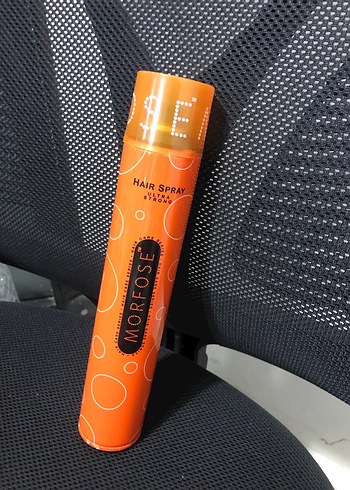 S E
HAIR SPRAY
ULTRA
STRONG
MORFOSE